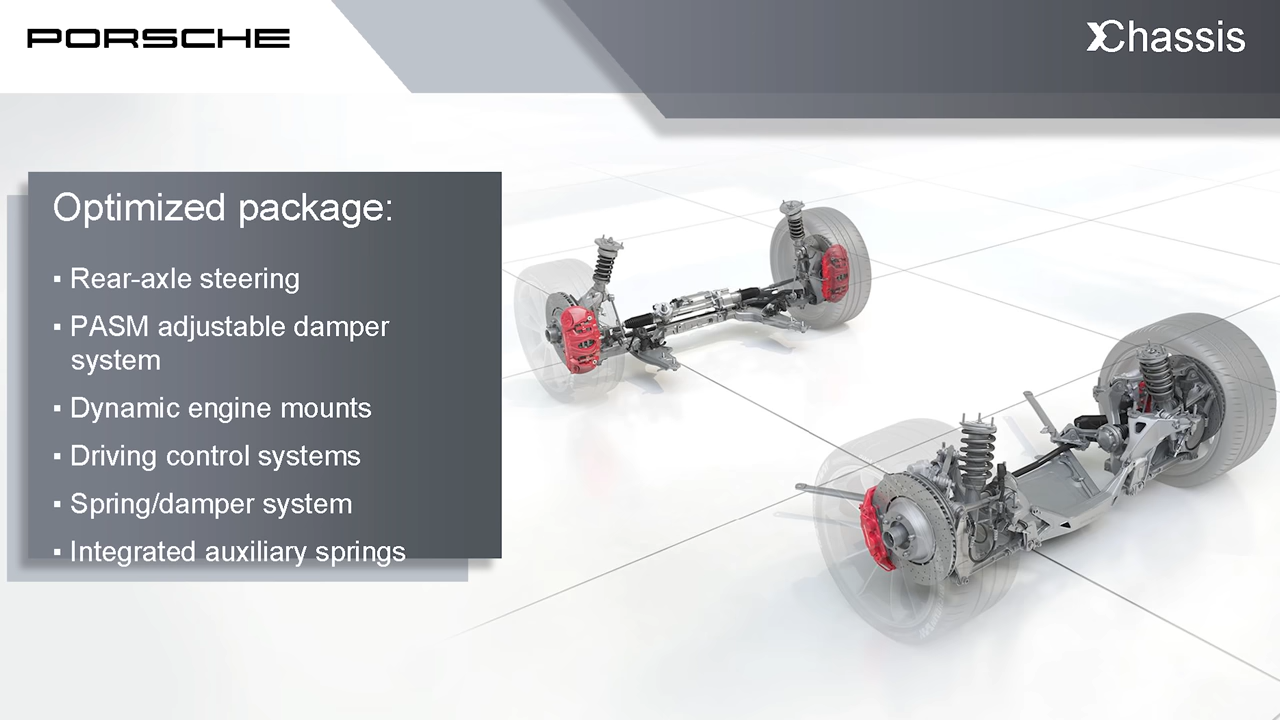 PORSCHE
Chassis
Optimized package:
▪ Rear-axle steering
▪ PASM adjustable damper
system
▪ Dynamic engine mounts
▪ Driving control systems
▪ Spring/damper system
▪ Integrated auxiliary springs